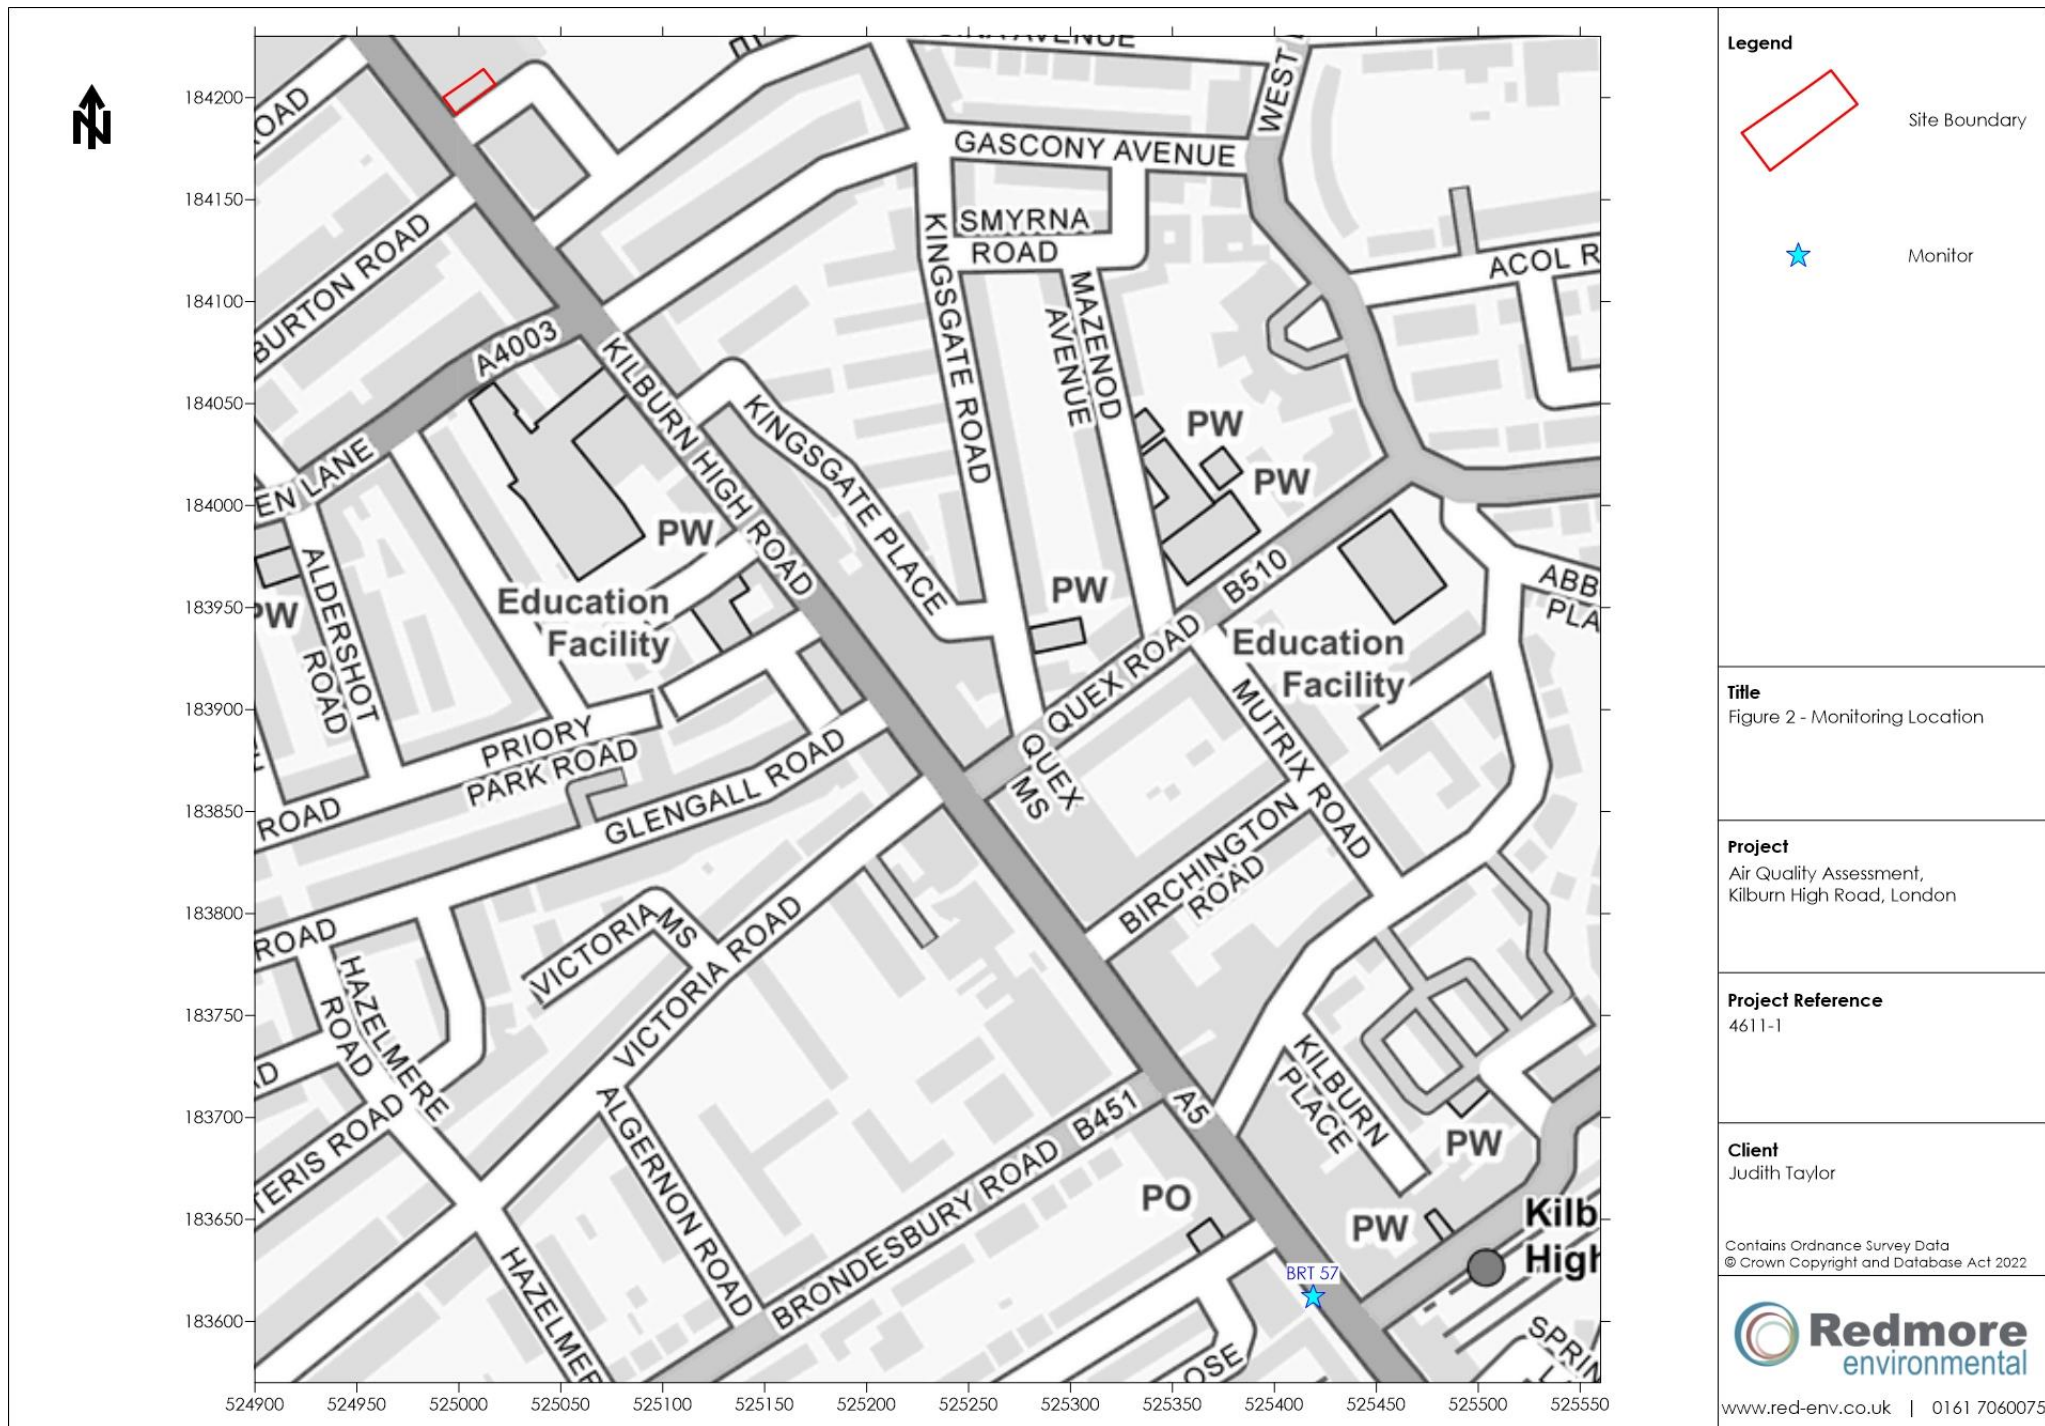 N
184200
184150
184100
184050
184000
183950
183900
183850
183800
183750
183700
183650
183600
524900
524950
525000
525050
525100
525150
525200
525250
525300
525350
525400
525450
525500
525550
AVENUE
WEST
ROAD
GASCONY AVENUE
SMYRNA
ROAD
KINGSGATE ROAD
MAZENOD
AVENUE
ACOL R
BURTON ROAD
A4003
KILBURN HIGH ROAD
KINGSGATE PLACE
PW
PW
EN LANE
PW
ALDERSHOT
ROAD
PW
Education
Facility
PW
B510
QUEX ROAD
Education
Facility
ABB
PLA
PRIORY
PARK ROAD
ROAD
GLENGALL ROAD
QUEX
MS
MUTRIX ROAD
BIRCHINGTON
ROAD
VICTORIA MS
VICTORIA ROAD
ROAD
HAZELMERE
ROAD
RD
TERIS ROAD
ALGERNON ROAD
BRONDESBURY ROAD
B451
A5
KILBURN
PLACE
PW
PO
PW
Kilb
High
HAZELMER
BRT 57
OSE
SPRIN
L
Legend
Site Boundary
Monitor
Title
Figure 2 - Monitoring Location
Project
Air Quality Assessment,
Kilburn High Road, London
Project Reference
4611-1
Client
Judith Taylor
Contains Ordnance Survey Data
© Crown Copyright and Database Act 2022
Redmore
environmental
www.red-env.co.uk | 0161 7060075